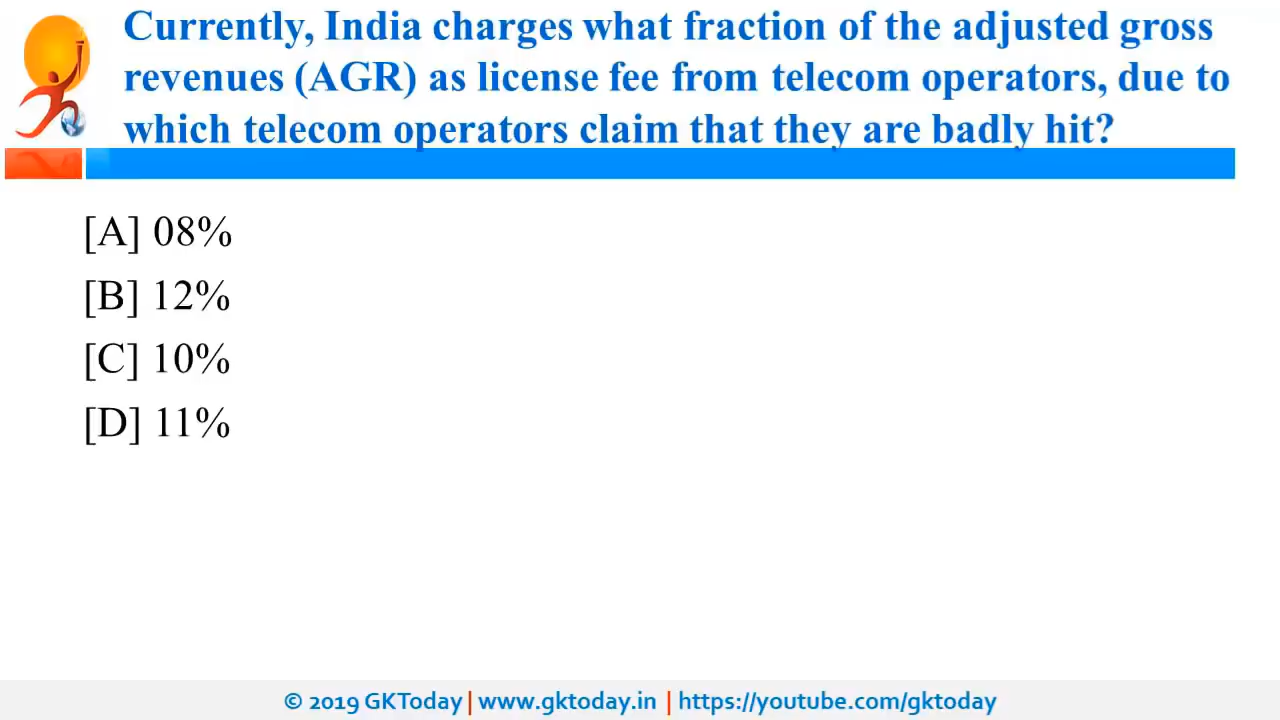 Currently, India charges what fraction of the adjusted gross
revenues (AGR) as license fee from telecom operators, due to
which telecom operators claim that they are badly hit?
[A] 08%
[B] 12%
[C] 10%
[D] 11%
© 2019 GKToday | www.gktoday.in | https://youtube.com/gktoday